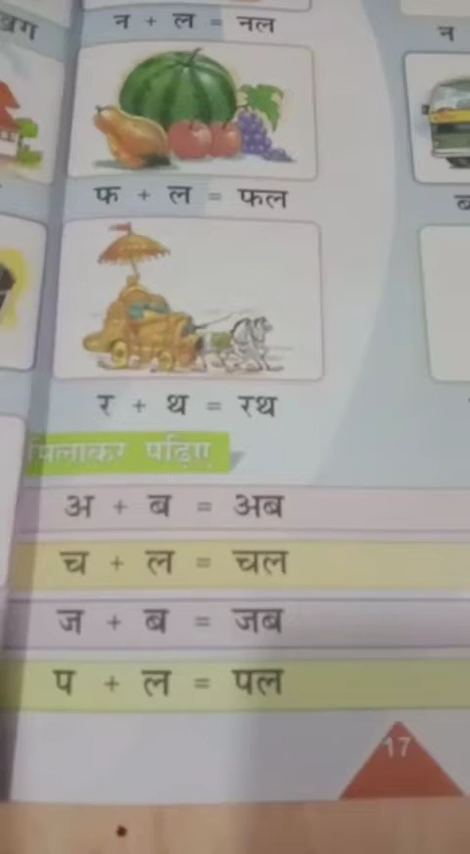 न + ल = नल
न
फ + ल = फल
र + थ = रथ
मिलाकर पढ़िए
अ + ब = अब
च + ल = चल
ज + ब = जब
प + ल = पल
17